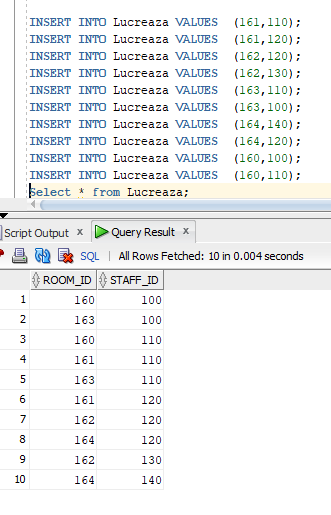 INSERT INTO Lucreaza VALUES  (161,110);
INSERT INTO Lucreaza VALUES  (161,120);
INSERT INTO Lucreaza VALUES  (162,120);
INSERT INTO Lucreaza VALUES  (162,130);
INSERT INTO Lucreaza VALUES  (163,110);
INSERT INTO Lucreaza VALUES  (163,100);
INSERT INTO Lucreaza VALUES  (164,140);
INSERT INTO Lucreaza VALUES  (164,120);
INSERT INTO Lucreaza VALUES  (160,100);
INSERT INTO Lucreaza VALUES  (160,110);
Select * from Lucreaza;
Script Output x Query Result x
SQL | All Rows Fetched: 10 in 0.004 seconds
ROOM_ID STAFF_ID
1 160 100
2 163 100
3 160 110
4 161 110
5 163 110
6 161 120
7 162 120
8 164 120
9 162 130
10 164 140